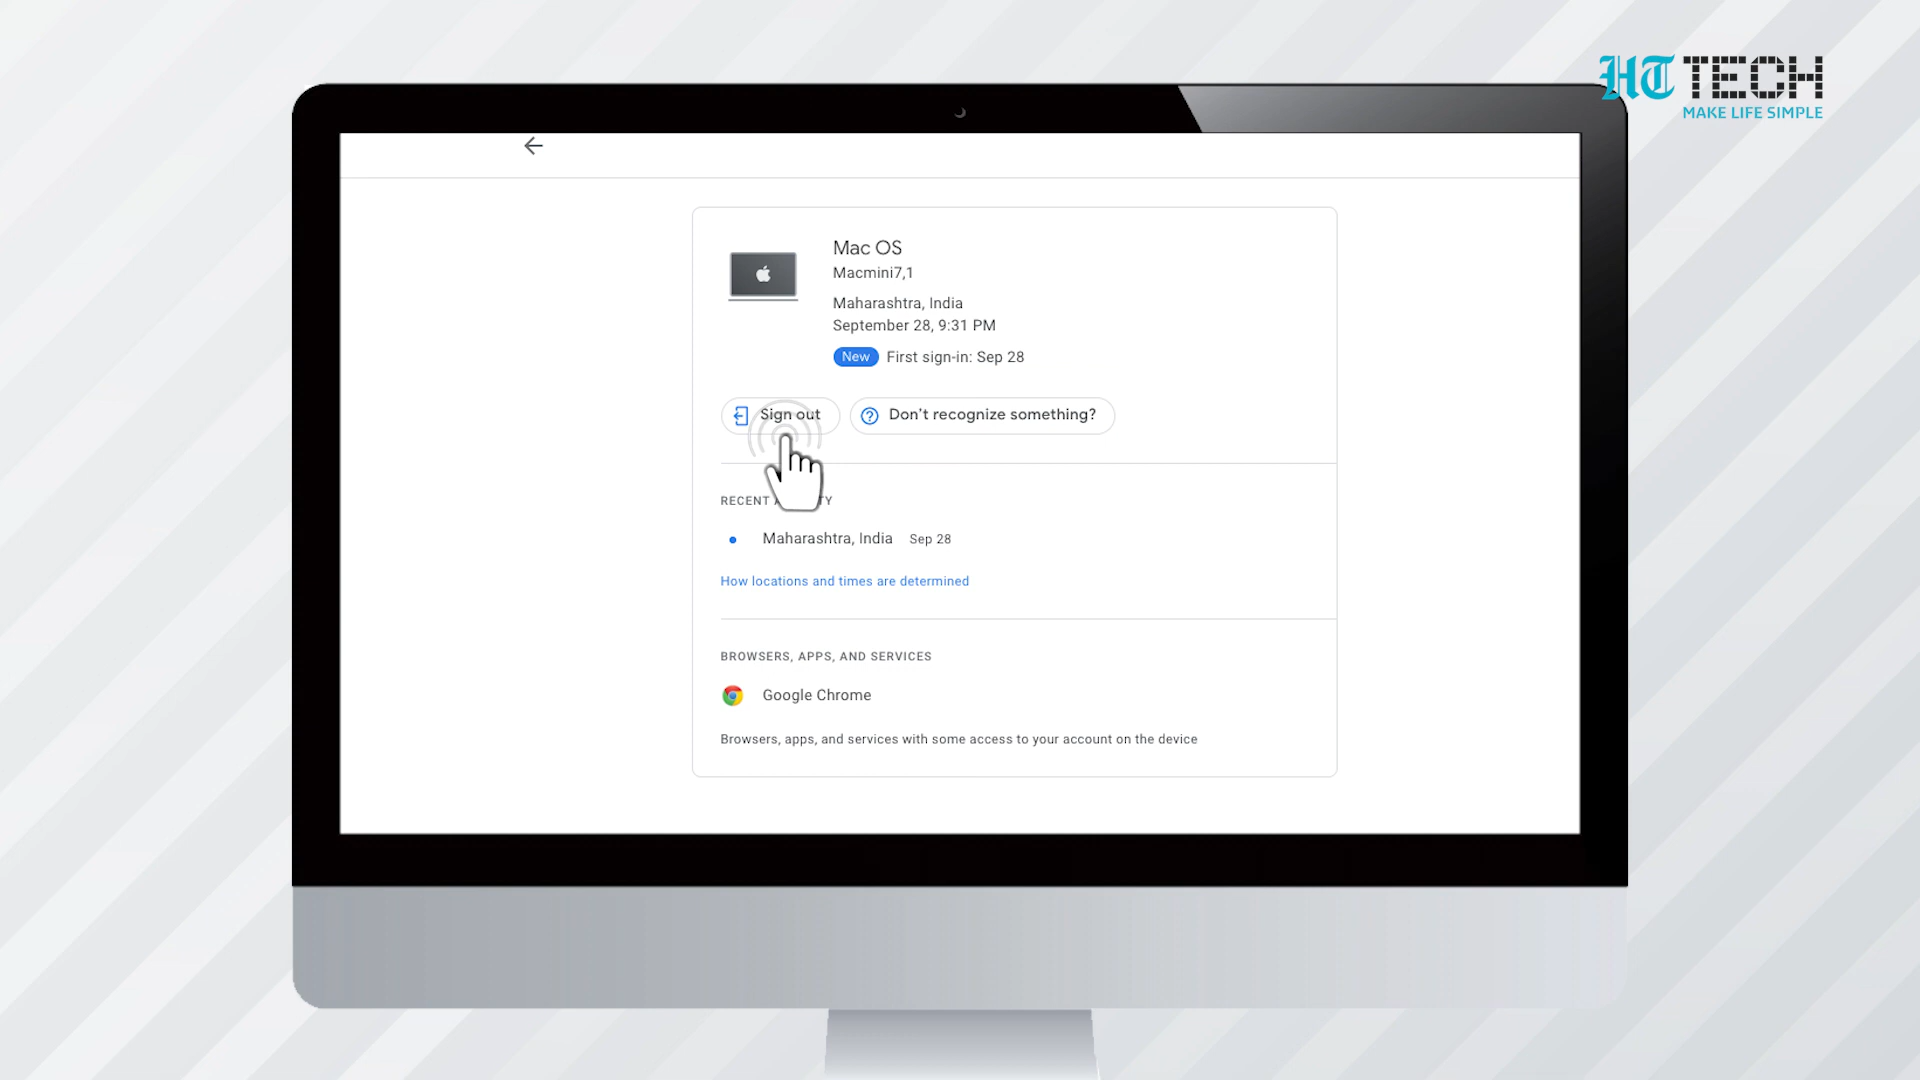 HT TECH
MAKE LIFE SIMPLE
Mac OS
Macmini7,1
Maharashtra, India
September 28, 9:31 PM
New First sign-in: Sep 28
Sign out
Don't recognize something?
RECENT
Maharashtra, India Sep 28
How locations and times are determined
BROWSERS, APPS, AND SERVICES
Google Chrome
Browsers, apps, and services with some access to your account on the device